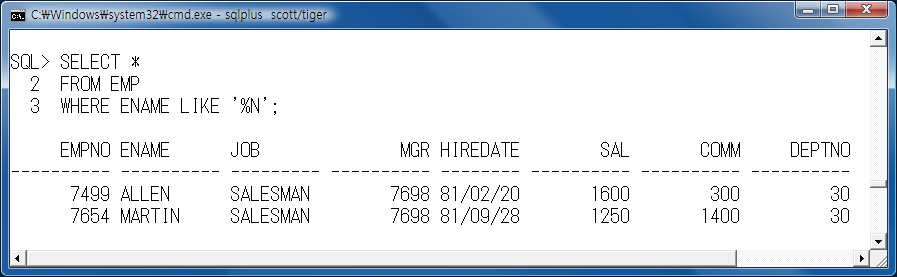 C:₩Windows₩system32₩cmd.exe - sqlplus  scott/tiger
SQL> SELECT *
  2  FROM EMP
  3  WHERE ENAME LIKE '%N';
     EMPNO ENAME      JOB              MGR HIREDATE        SAL       COMM     DEPTNO
---------- ---------- --------- ---------- -------- ---------- ---------- ----------
      7499 ALLEN      SALESMAN        7698 81/02/20       1600        300         30
      7654 MARTIN     SALESMAN        7698 81/09/28       1250       1400         30